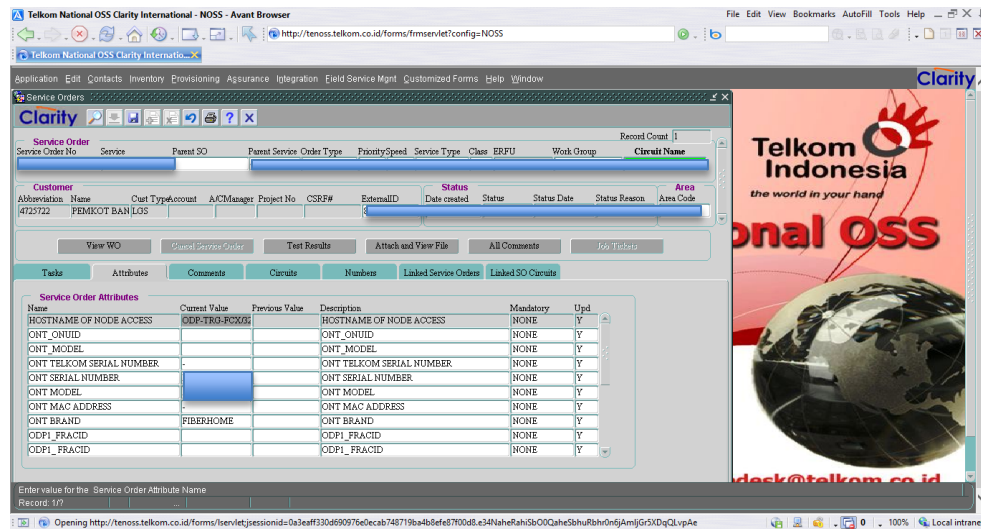 Telkom National OSS Clarity International - NOSS - Avant Browser
File Edit View Bookmarks AutoFill Tools Help
http://tenoss.telkom.co.id/forms/frmservlet?config=NOSS
Telkom National OSS Clarity Internatio...
Application Edit Contacts Inventory Provisioning Assurance Integration Field Service Mgnt Customized Forms Help Window
Clarity
Service Orders
Clarity
Record Count 1
Service Order
Service Order No Service Parent SO Parent Service Order Type Priority Speed Service Type Class ERFU Work Group Circuit Name
Customer Status Area
Abbreviation Name Cust Type Account A/CManager Project No CSRF# ExternalID Date created Status Status Date Status Reason Area Code
4725722 PEMKOT BAN LGS
View WO Cancel Service Order Test Results Attach and View File All Comments Job Tickets
Tasks Attributes Comments Circuits Numbers Linked Service Orders Linked SO Circuits
Service Order Attributes
Name Current Value Previous Value Description Mandatory Upd
HOSTNAME OF NODE ACCESS ODP-TRG-FCX/32 HOSTNAME OF NODE ACCESS NONE Y
ONT_ONUID ONT_ONUID NONE Y
ONT_MODEL ONT_MODEL NONE Y
ONT TELKOM SERIAL NUMBER - ONT TELKOM SERIAL NUMBER NONE Y
ONT SERIAL NUMBER ONT SERIAL NUMBER NONE Y
ONT MODEL ONT MODEL NONE Y
ONT MAC ADDRESS - ONT MAC ADDRESS NONE Y
ONT BRAND FIBERHOME ONT BRAND NONE Y
ODP1_FRACID ODP1_FRACID NONE Y
ODP1_ FRACID ODP1_ FRACID NONE Y
Telkom
Indonesia
the world in your hand
onal OSS
desk@telkom.co.id
Enter value for the Service Order Attribute Name
Record: 1/? ...
Opening http://tenoss.telkom.co.id/forms/lservlet;jsessionid=
0 100% Local intrane